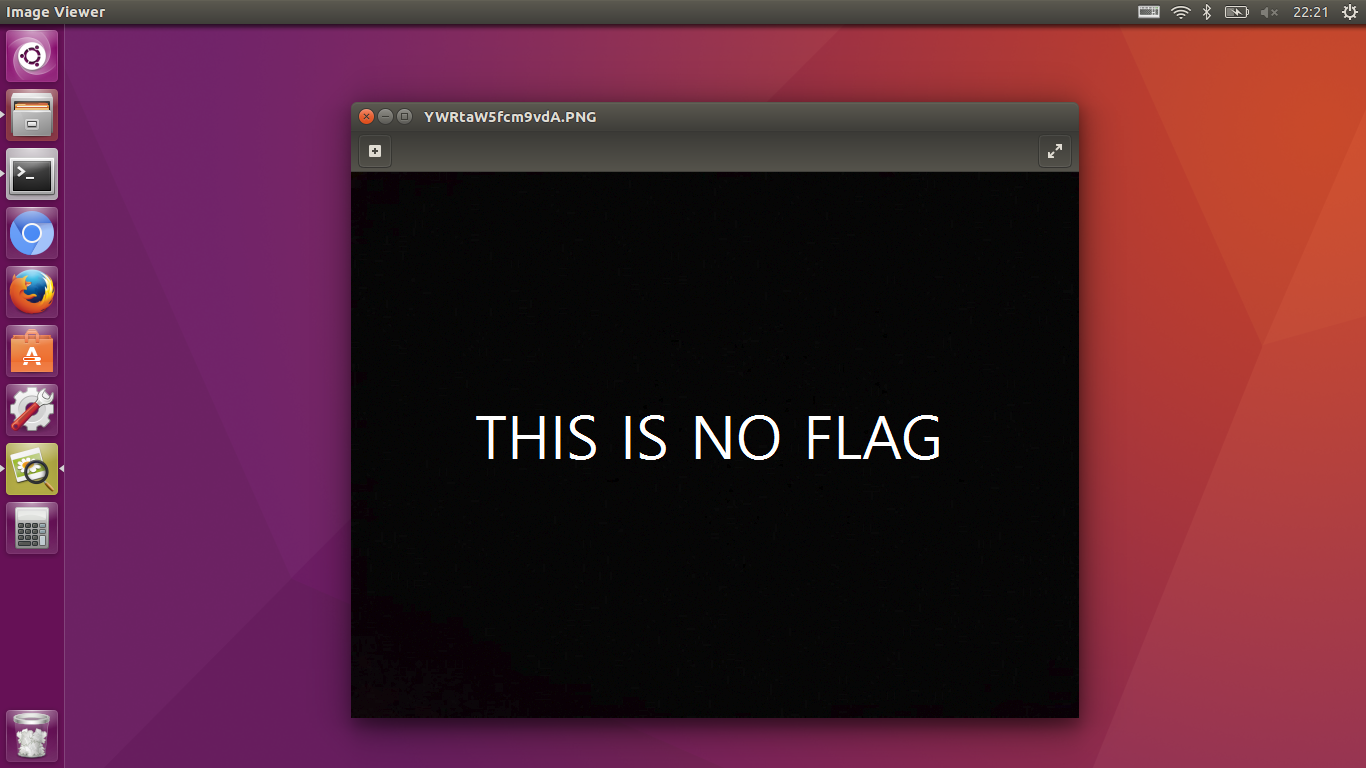 Image Viewer
22:21
YWRtaW5fcm9vdA.PNG
THIS IS NO FLAG